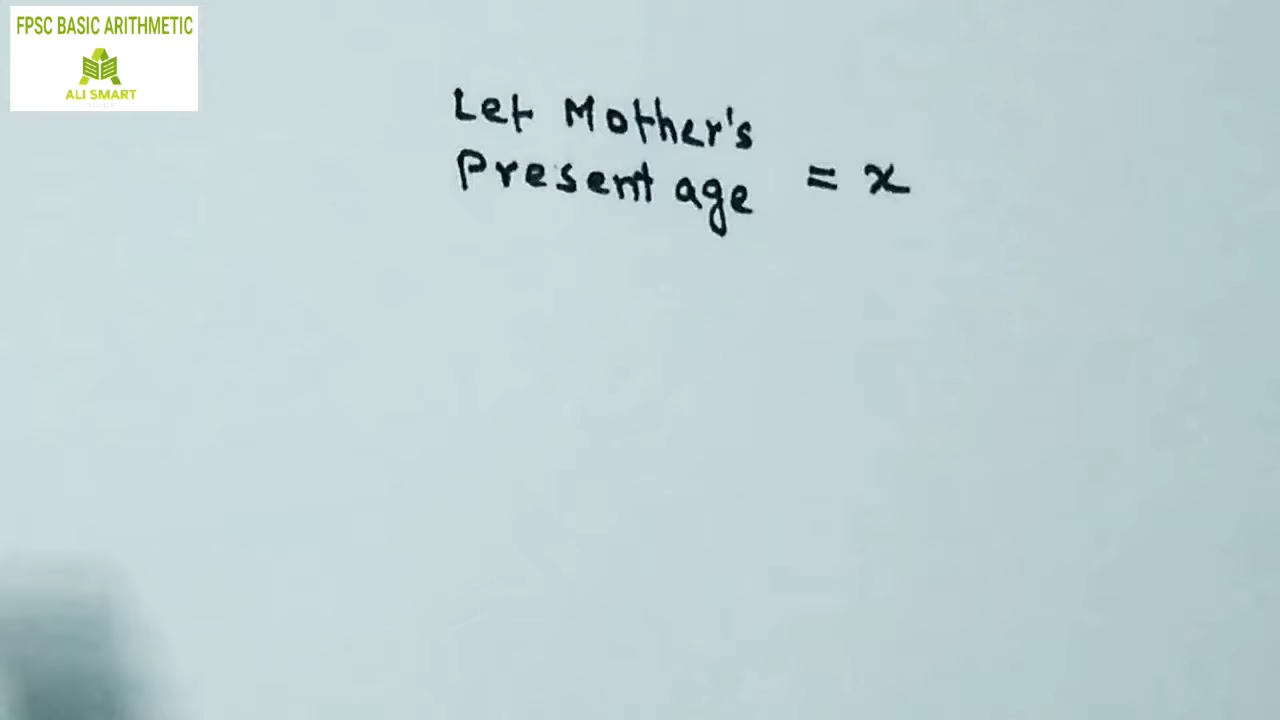 FPSC BASIC ARITHMETIC
ALI SMART
Let Mother's
Present age = x